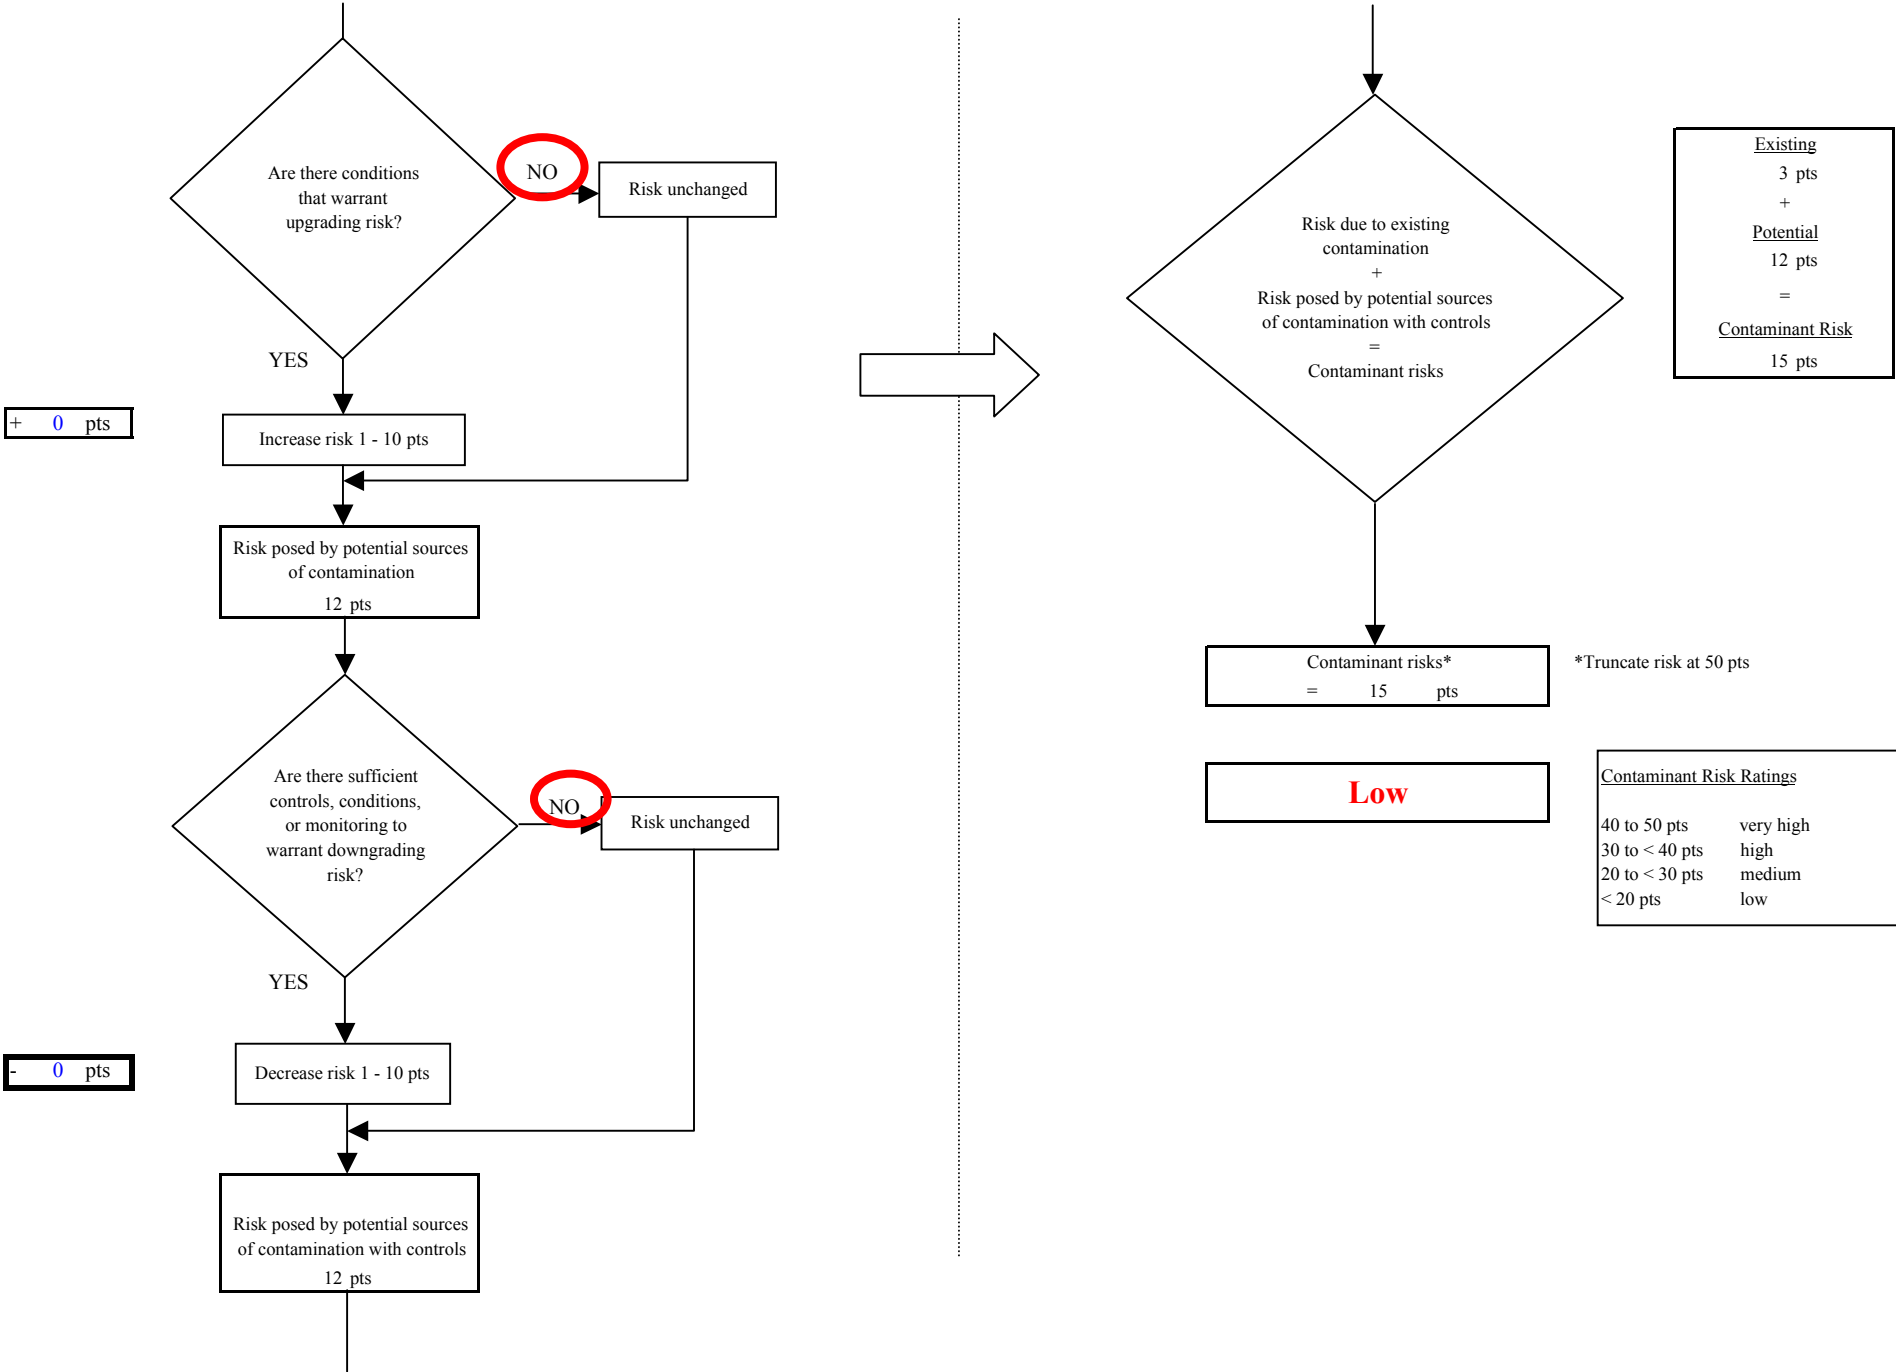 Are there conditions
that warrant
upgrading risk?
NO
Risk unchanged
YES
+ 0 pts
Increase risk 1 - 10 pts
Risk posed by potential sources
of contamination
12 pts
Are there sufficient
controls, conditions,
or monitoring to
warrant downgrading
risk?
NO
Risk unchanged
YES
- 0 pts
Decrease risk 1 - 10 pts
Risk posed by potential sources
of contamination with controls
12 pts
Risk due to existing
contamination
+
Risk posed by potential sources
of contamination with controls
=
Contaminant risks
Existing
3 pts
+
Potential
12 pts
=
Contaminant Risk
15 pts
Contaminant risks*
= 15 pts
*Truncate risk at 50 pts
Low
Contaminant Risk Ratings
40 to 50 pts very high
30 to < 40 pts high
20 to < 30 pts medium
< 20 pts low